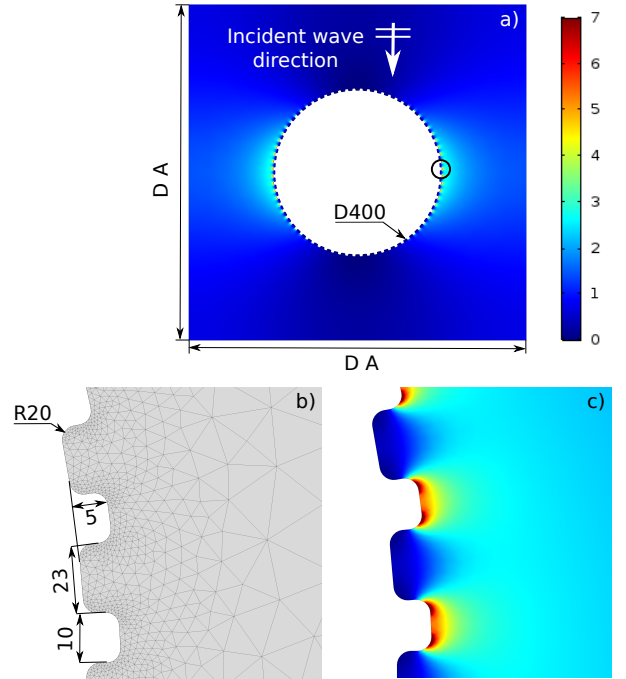 a)
Incident wave
direction
D A
D400
D A
7
6
5
4
3
2
1
0
b)
R20
5
23
10
c)